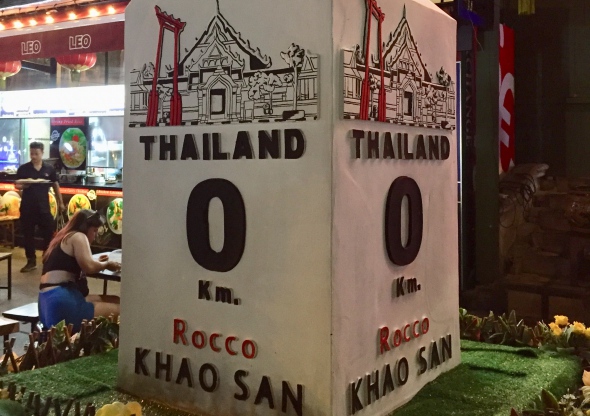 LEO LEO
THAILAND
0
Km.
Rocco
KHAO SAN
THAILAND
0
Km.
Rocco
KHAO SAN